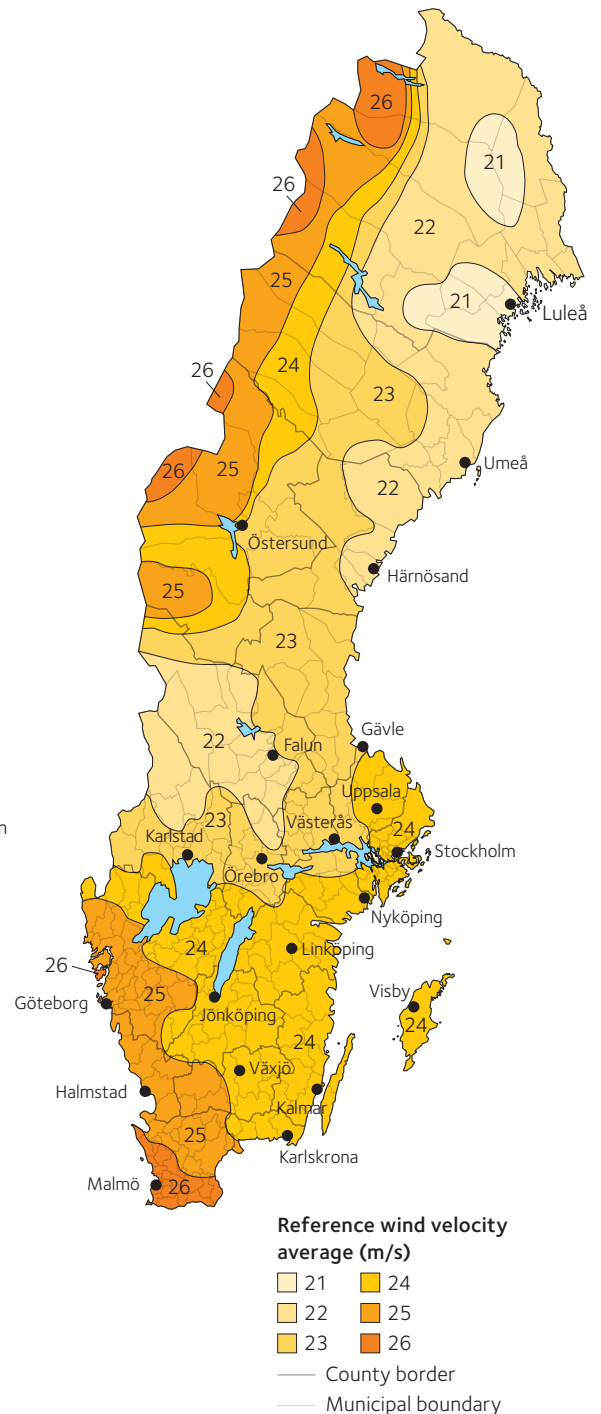 26
21
26
22
25
21
Luleå
24
26
23
26
25
Umeå
22
Östersund
Härnösand
25
23
Gävle
22
Falun
Uppsala
23
Västerås
m
Karlstad
24
Stockholm
Örebro
Nyköping
24
Linköping
26
25
Visby
Göteborg
Jönköping
24
24
Växjö
Halmstad
Kalmar
25
Karlskrona
Malmö
26
Reference wind velocity
average (m/s)
21
24
22
25
23
26
County border
Municipal boundary